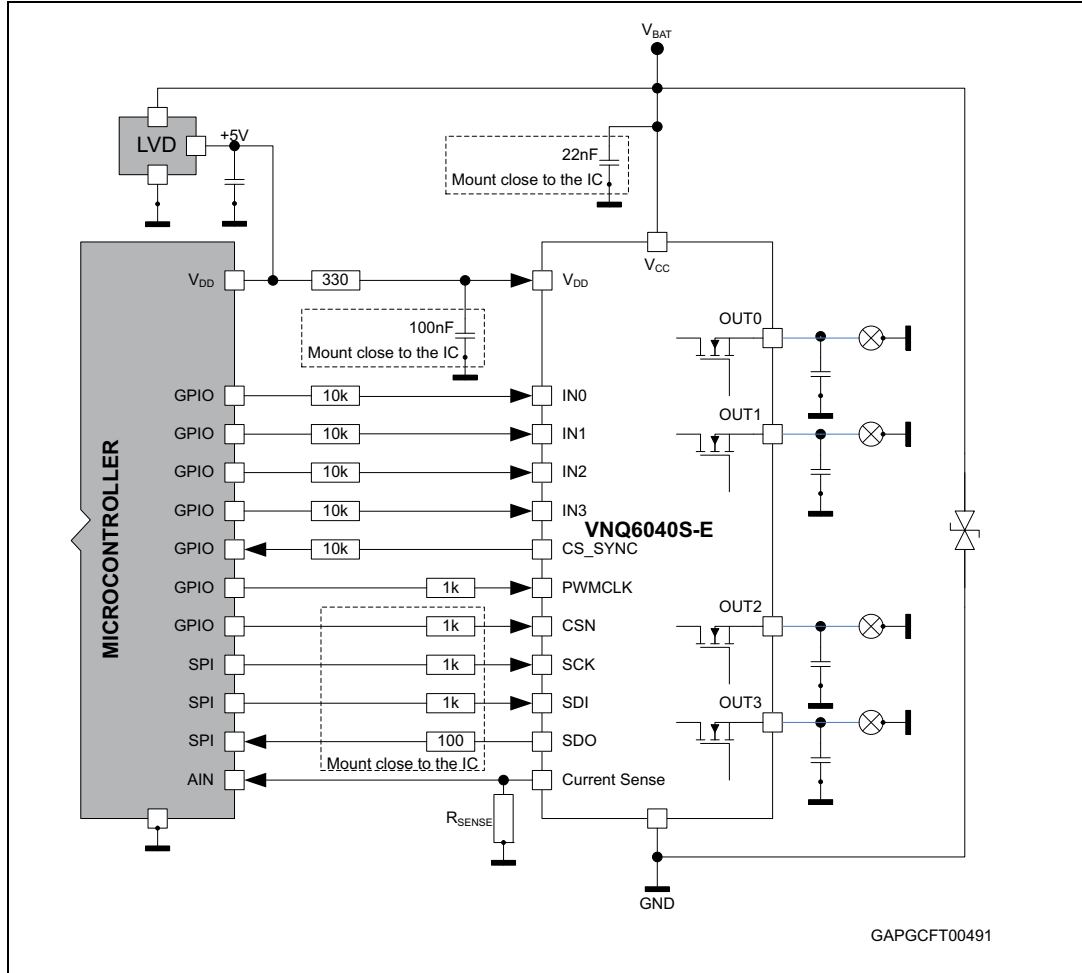 VBAT
LVD
+5V
22nF
Mount close to the IC
VCC
VDD
330
VDD
100nF
Mount close to the IC
OUT0
GPIO
10k
IN0
OUT1
GPIO
10k
IN1
GPIO
10k
IN2
GPIO
10k
IN3
VNQ6040S-E
MICROCONTROLLER
GPIO
10k
CS_SYNC
GPIO
1k
PWMCLK
GPIO
1k
CSN
OUT2
SPI
1k
SCK
SPI
1k
SDI
OUT3
SPI
100
SDO
Mount close to the IC
AIN
Current Sense
RSENSE
GND
GAPGCFT00491